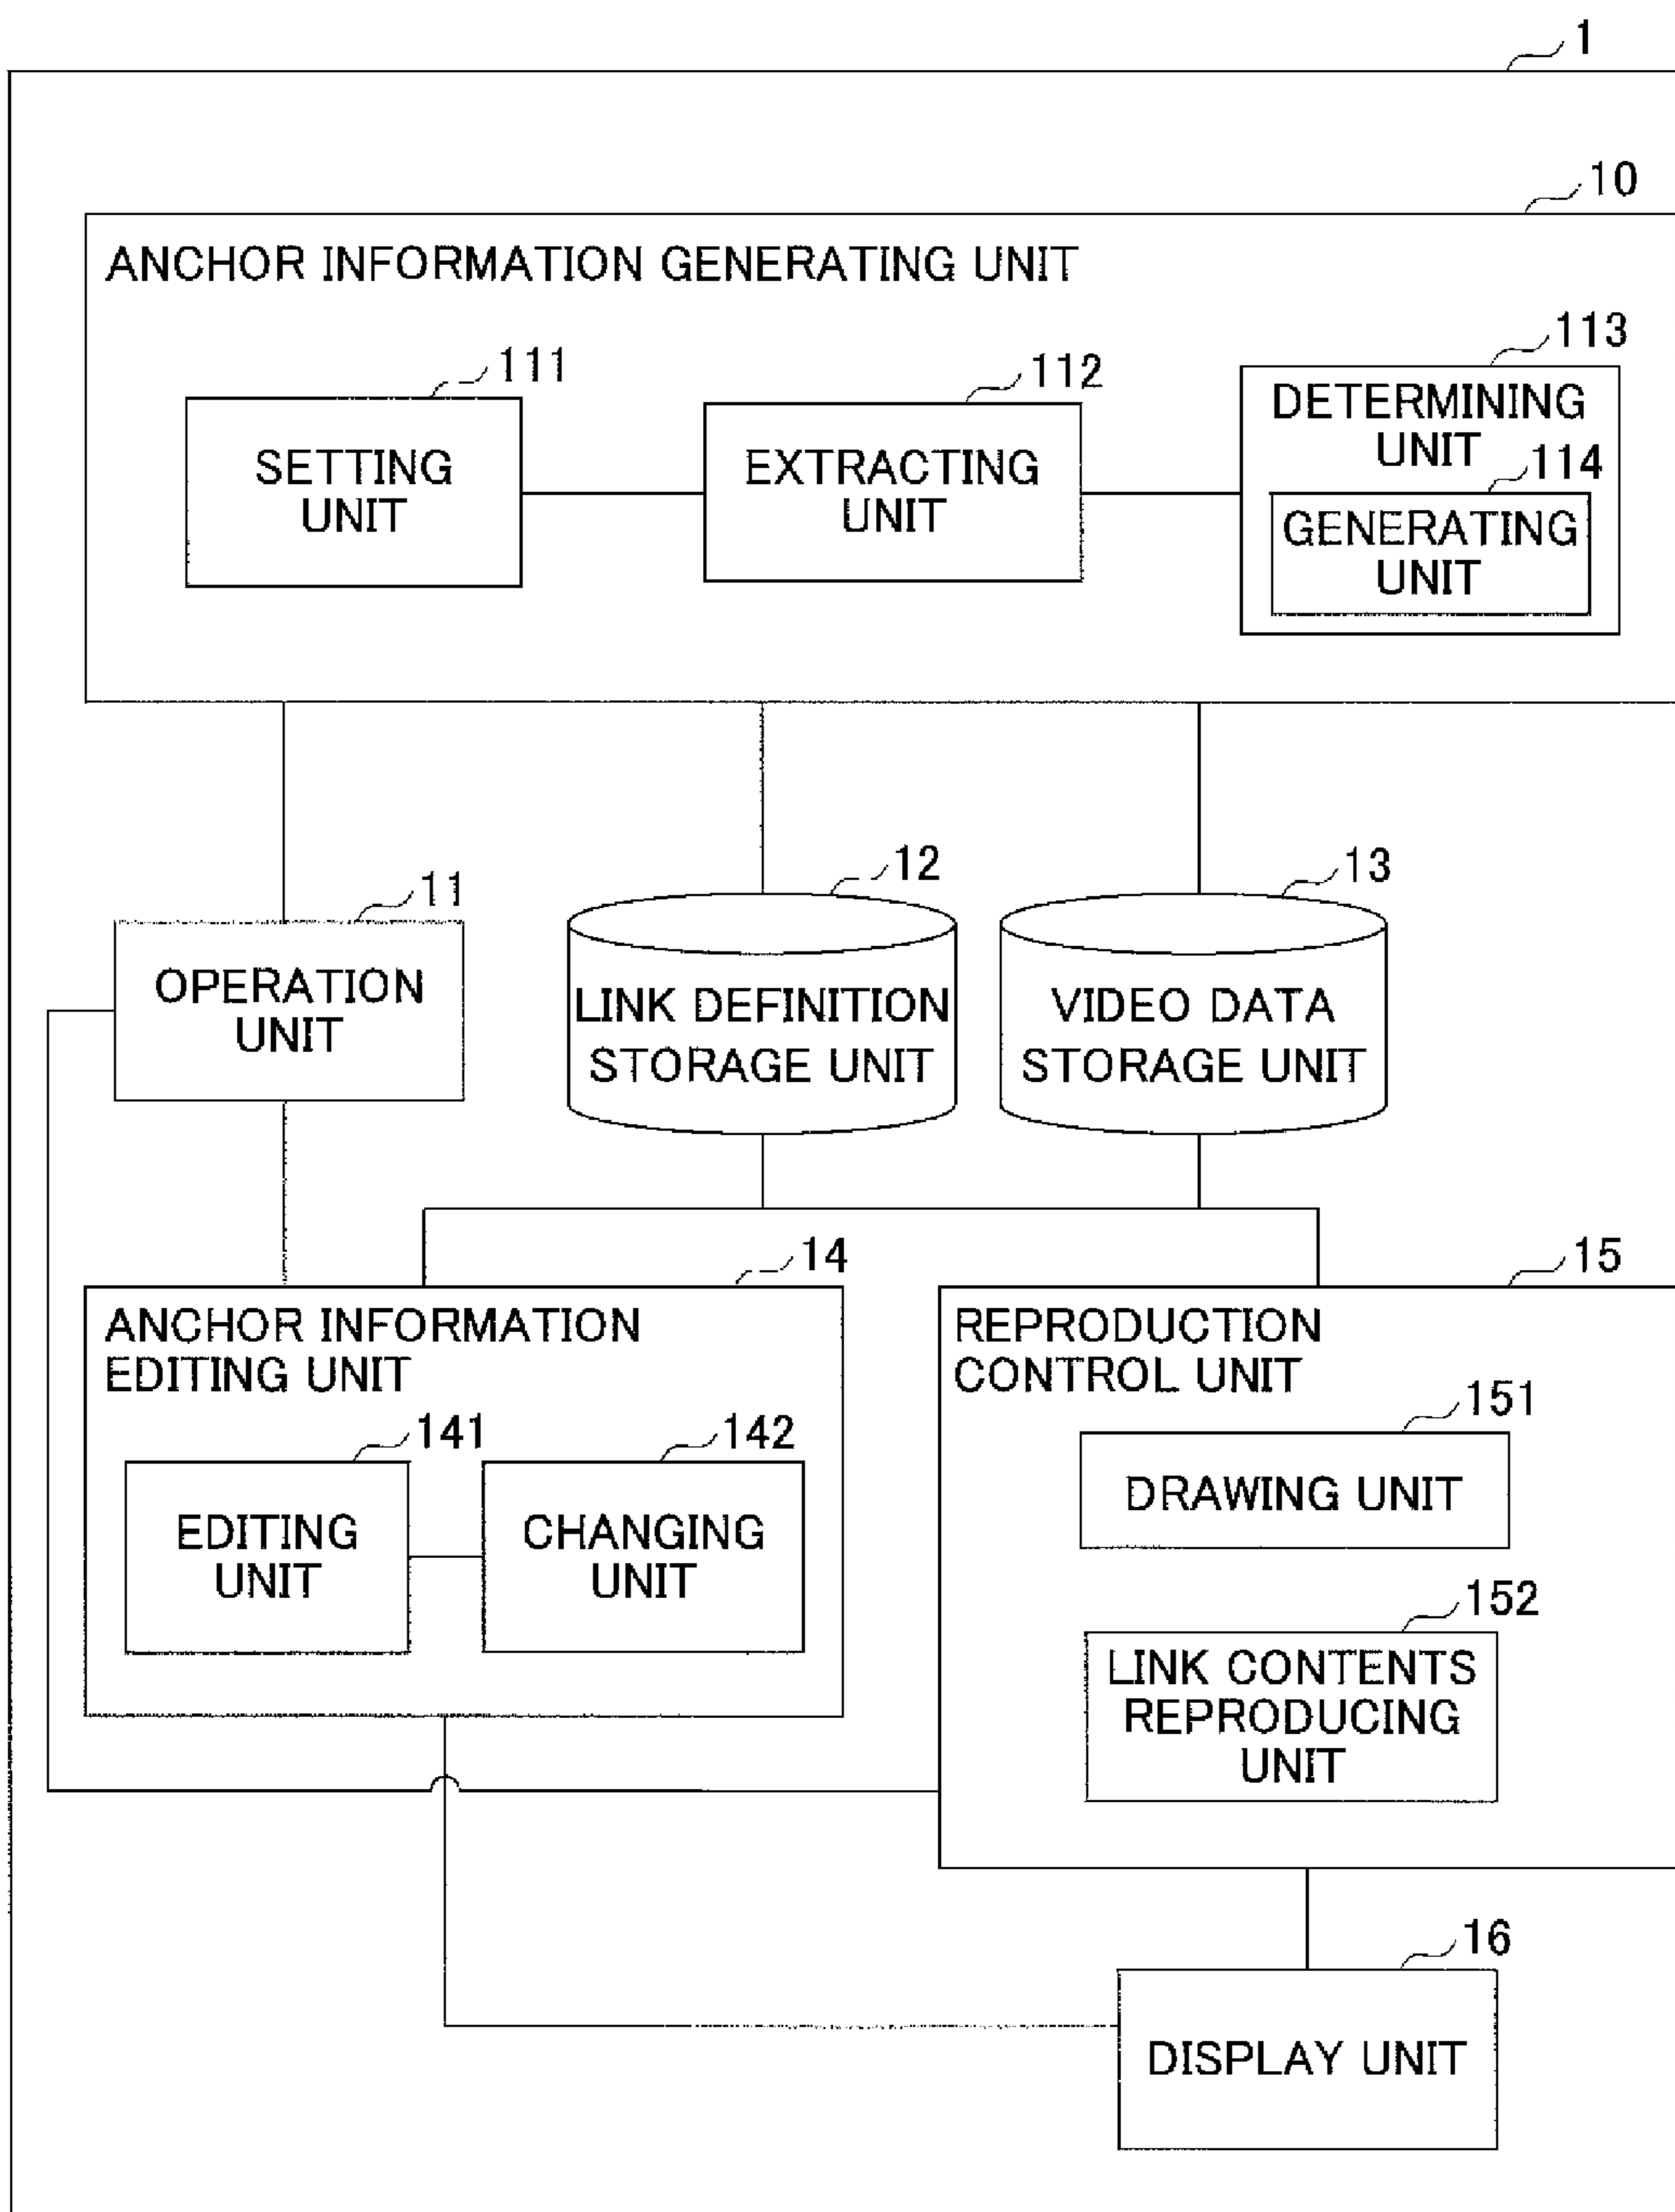 1
10
ANCHOR INFORMATION GENERATING UNIT
111
SETTING
UNIT
112
EXTRACTING
UNIT
113
DETERMINING
UNIT
114
GENERATING
UNIT
11
OPERATION
UNIT
12
LINK DEFINITION
STORAGE UNIT
13
VIDEO DATA
STORAGE UNIT
14
ANCHOR INFORMATION
EDITING UNIT
141
EDITING
UNIT
142
CHANGING
UNIT
15
REPRODUCTION
CONTROL UNIT
151
DRAWING UNIT
152
LINK CONTENTS
REPRODUCING
UNIT
16
DISPLAY UNIT